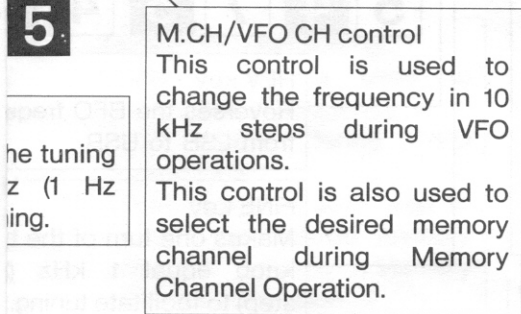 5.
M.CH/VFO CH control
This control is used to
change the frequency in 10
kHz steps during VFO
operations.
This control is also used to
select the desired memory
channel during Memory
Channel Operation.
he tuning
z (1 Hz
ing.